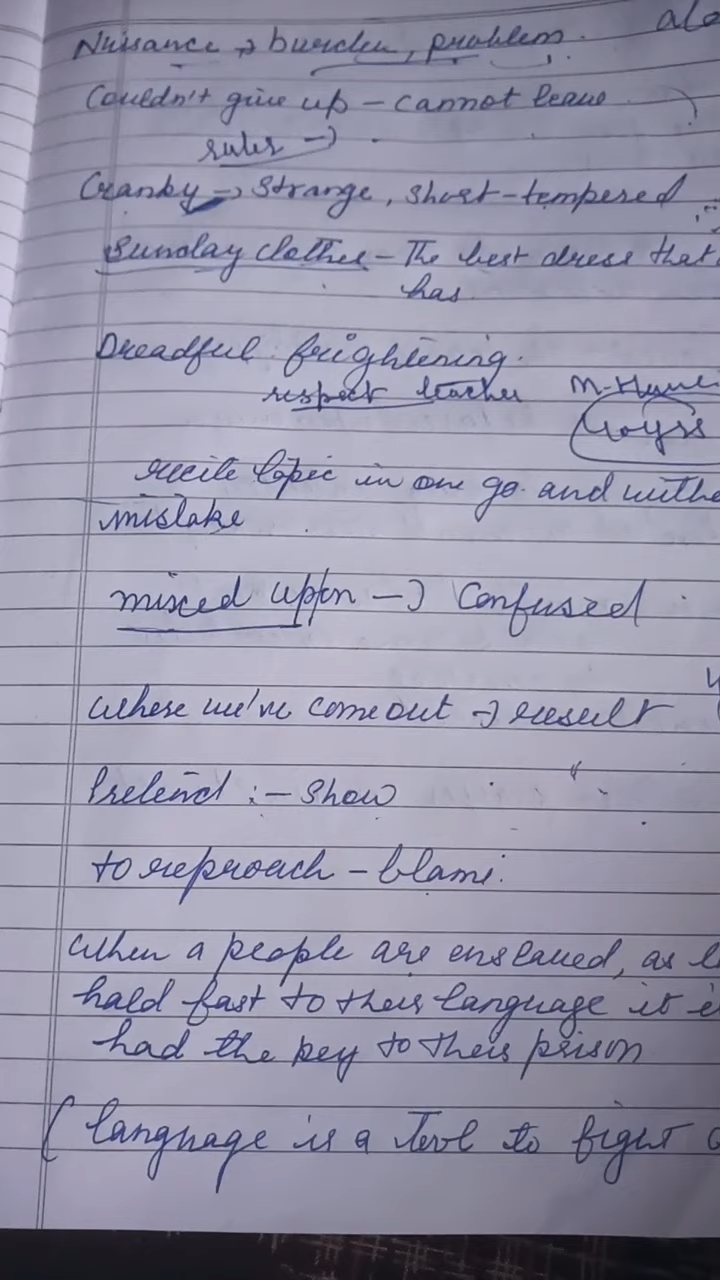 Nuisance → burden, problem.
Couldn't give up - cannot leave
rules →
Cranky → Strange, short-tempered
Sunday clothes - The best dress that
has
Dreadful : frightening.
respect teacher M. Hamel
recite topic in one go and witho
mistake
mixed up/on → Confused
where we've come out → result
Pretend :- Show
to reproach - blame.
when a people are enslaved, as l
hold fast to their language it i
had the key to their prison
(language is a tool to fight